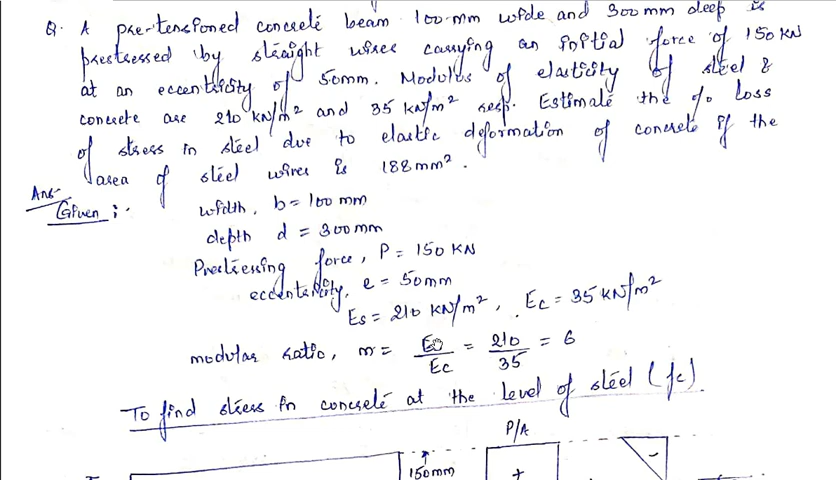 Q. A pre-tensioned concrete beam 100-mm wide and 300 mm deep is
prestressed by straight wires carrying an initial force of 150 KN
at an eccentricity of 50mm. Modulus of elasticity of steel &
concrete are 210 kN/m² and 35 kN/m² resp. Estimate the % loss
of stress in steel due to elastic deformation of concrete if the
area of steel wires is 188mm².
Ans-
Given :-
width, b = 100 mm
depth d = 300 mm
Prestressing force, P = 150 KN
eccentricity, e = 50mm
Es = 210 KN/m², Ec = 35 KN/m²
modular ratio, m = Es/Ec = 210/35 = 6
To find stress in concrete at the level of steel (fc)
P/A
150mm
+
-